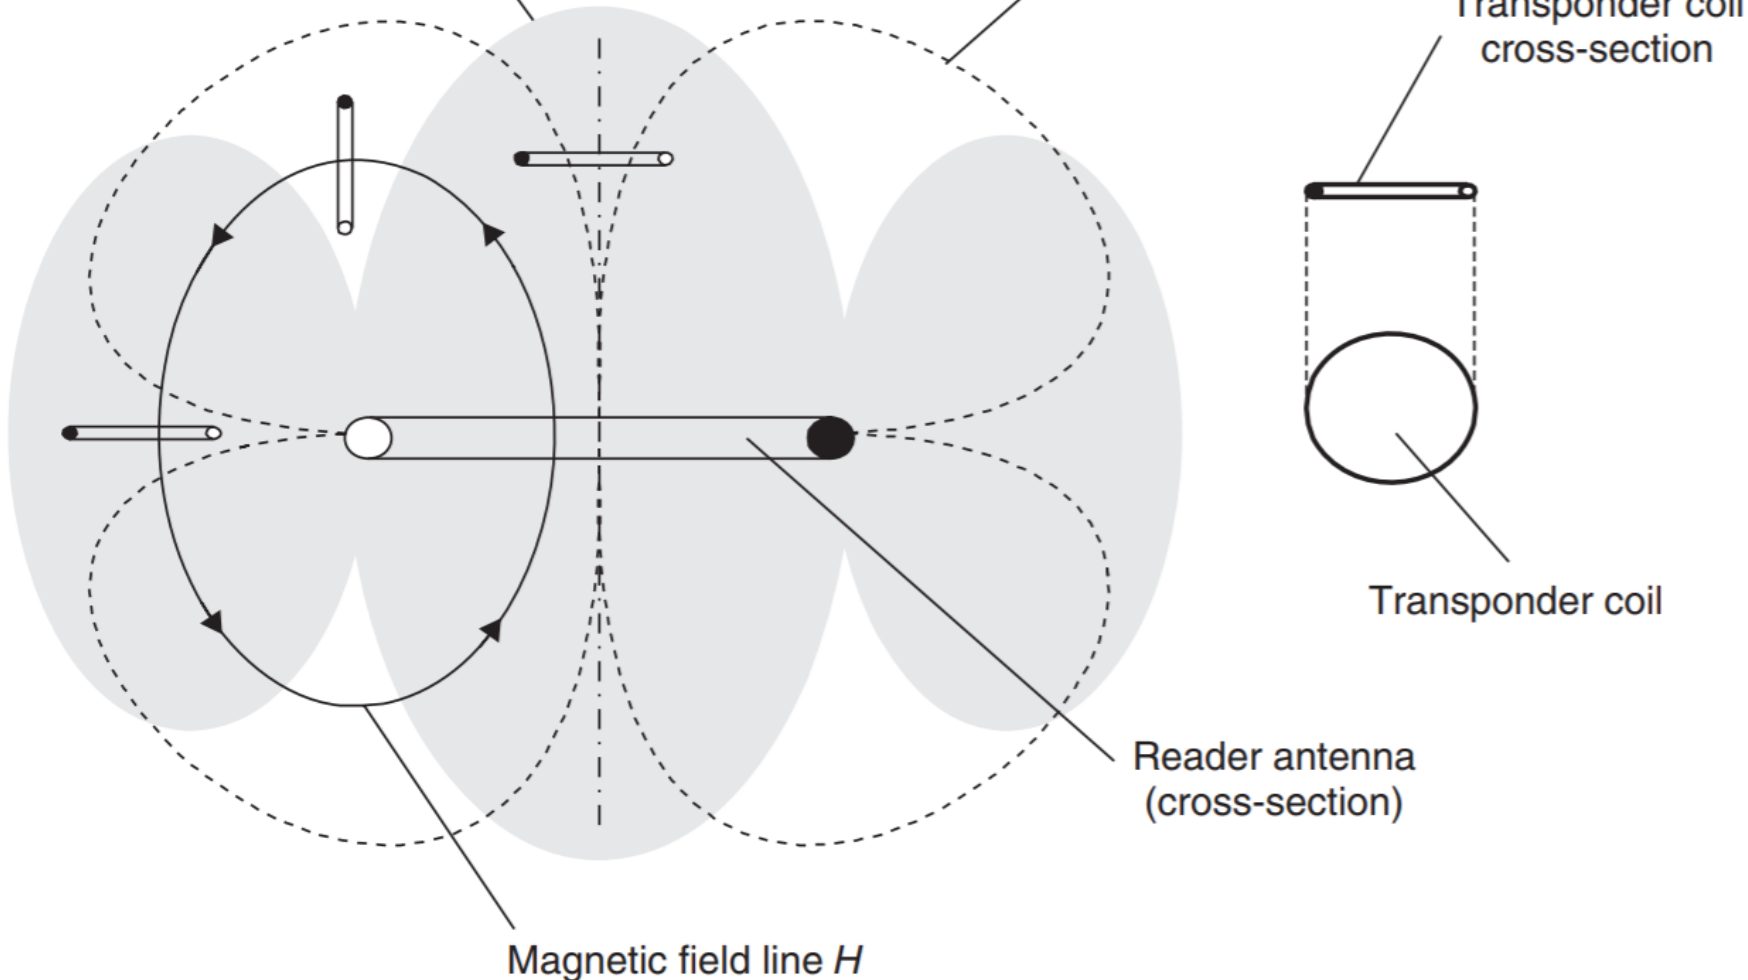 Transponder coil
cross-section
Transponder coil
Reader antenna
(cross-section)
Magnetic field line H